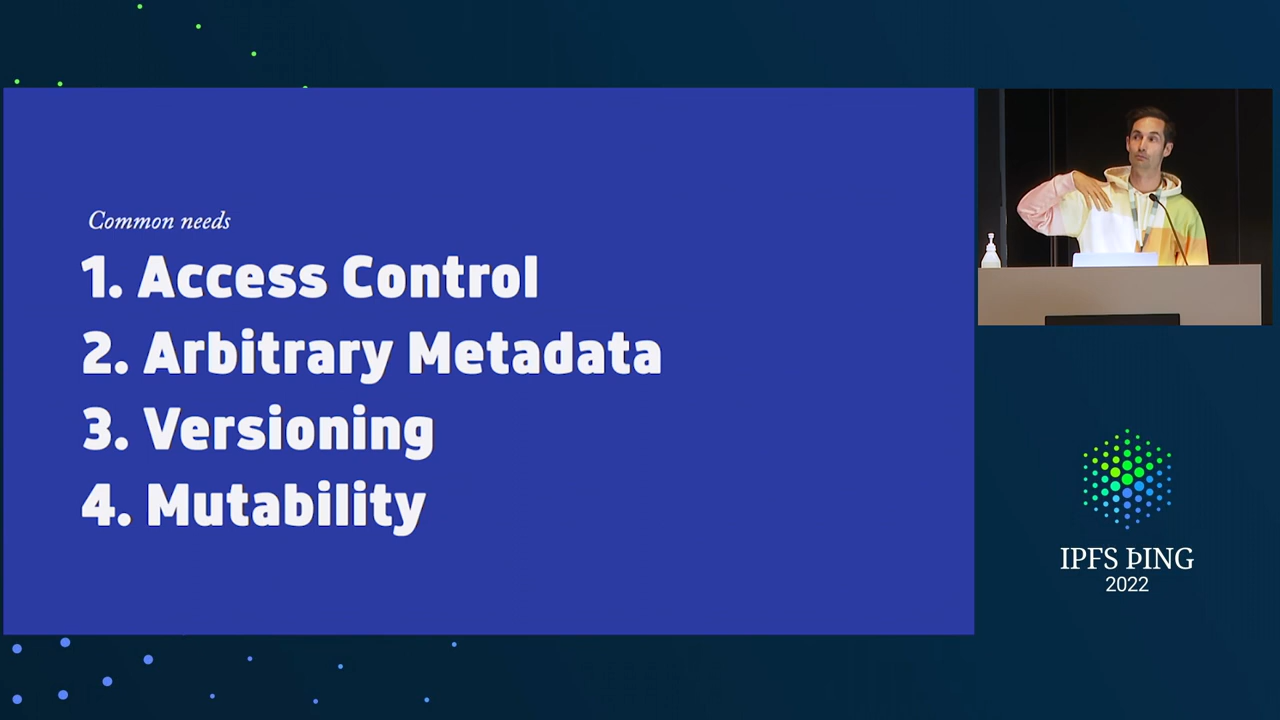 Common needs
1. Access Control
2. Arbitrary Metadata
3. Versioning
4. Mutability
IPFS ÞING
2022